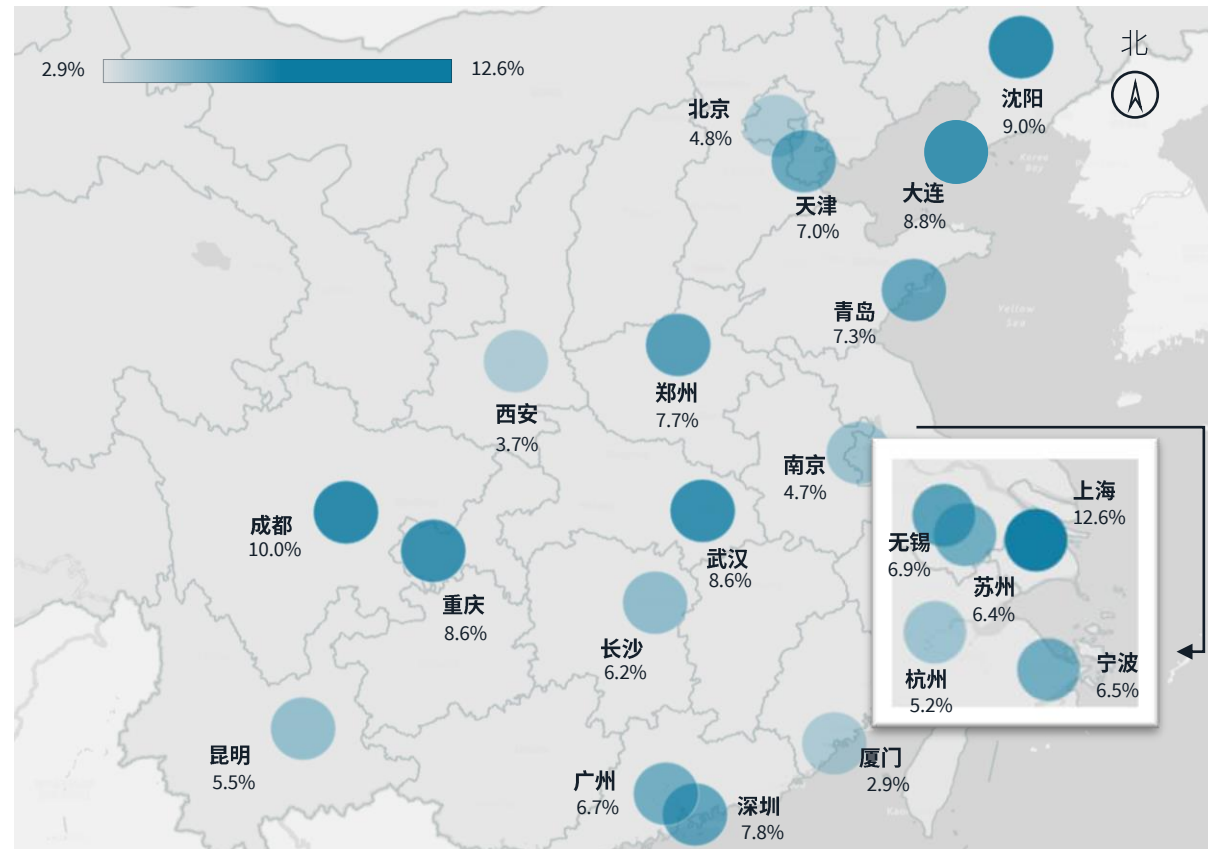 2.9%
12.6%
北
沈阳
9.0%
北京
4.8%
天津
7.0%
大连
8.8%
Korea
Bay
青岛
7.3%
Yellow
Sea
郑州
7.7%
西安
3.7%
南京
4.7%
上海
12.6%
无锡
6.9%
苏州
6.4%
杭州
5.2%
宁波
6.5%
成都
10.0%
重庆
8.6%
武汉
8.6%
长沙
6.2%
昆明
5.5%
厦门
2.9%
广州
6.7%
深圳
7.8%